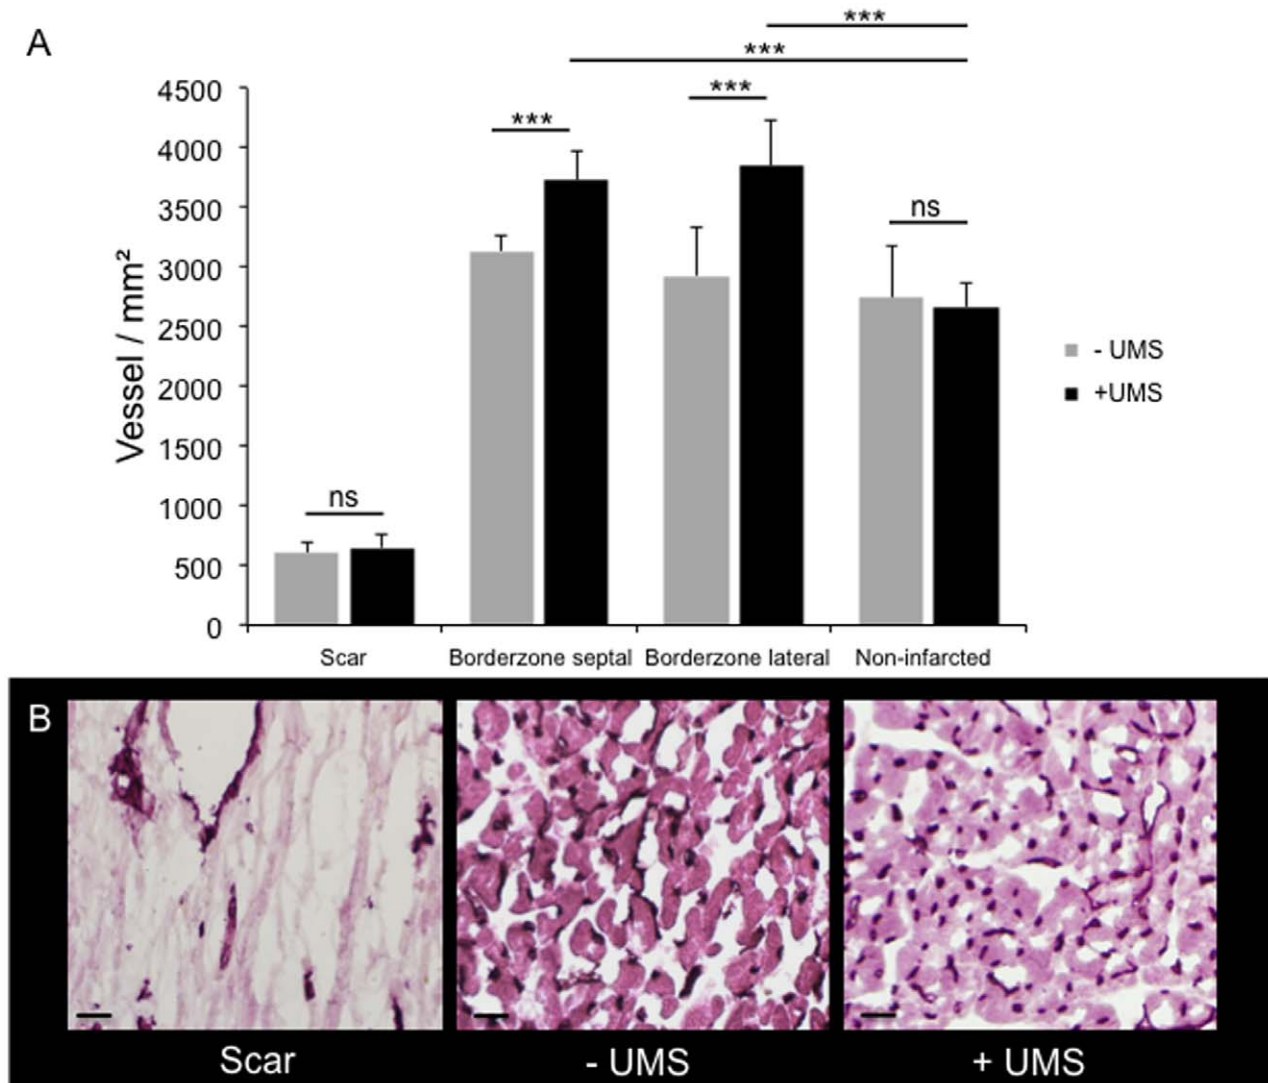 A
***
***
***
***
4500
4000
3500
3000
2500
2000
1500
1000
500
0
Vessel / mm²
ns
ns
- UMS
+UMS
Scar
Borderzone septal
Borderzone lateral
Non-infarcted
B
Scar
- UMS
+ UMS